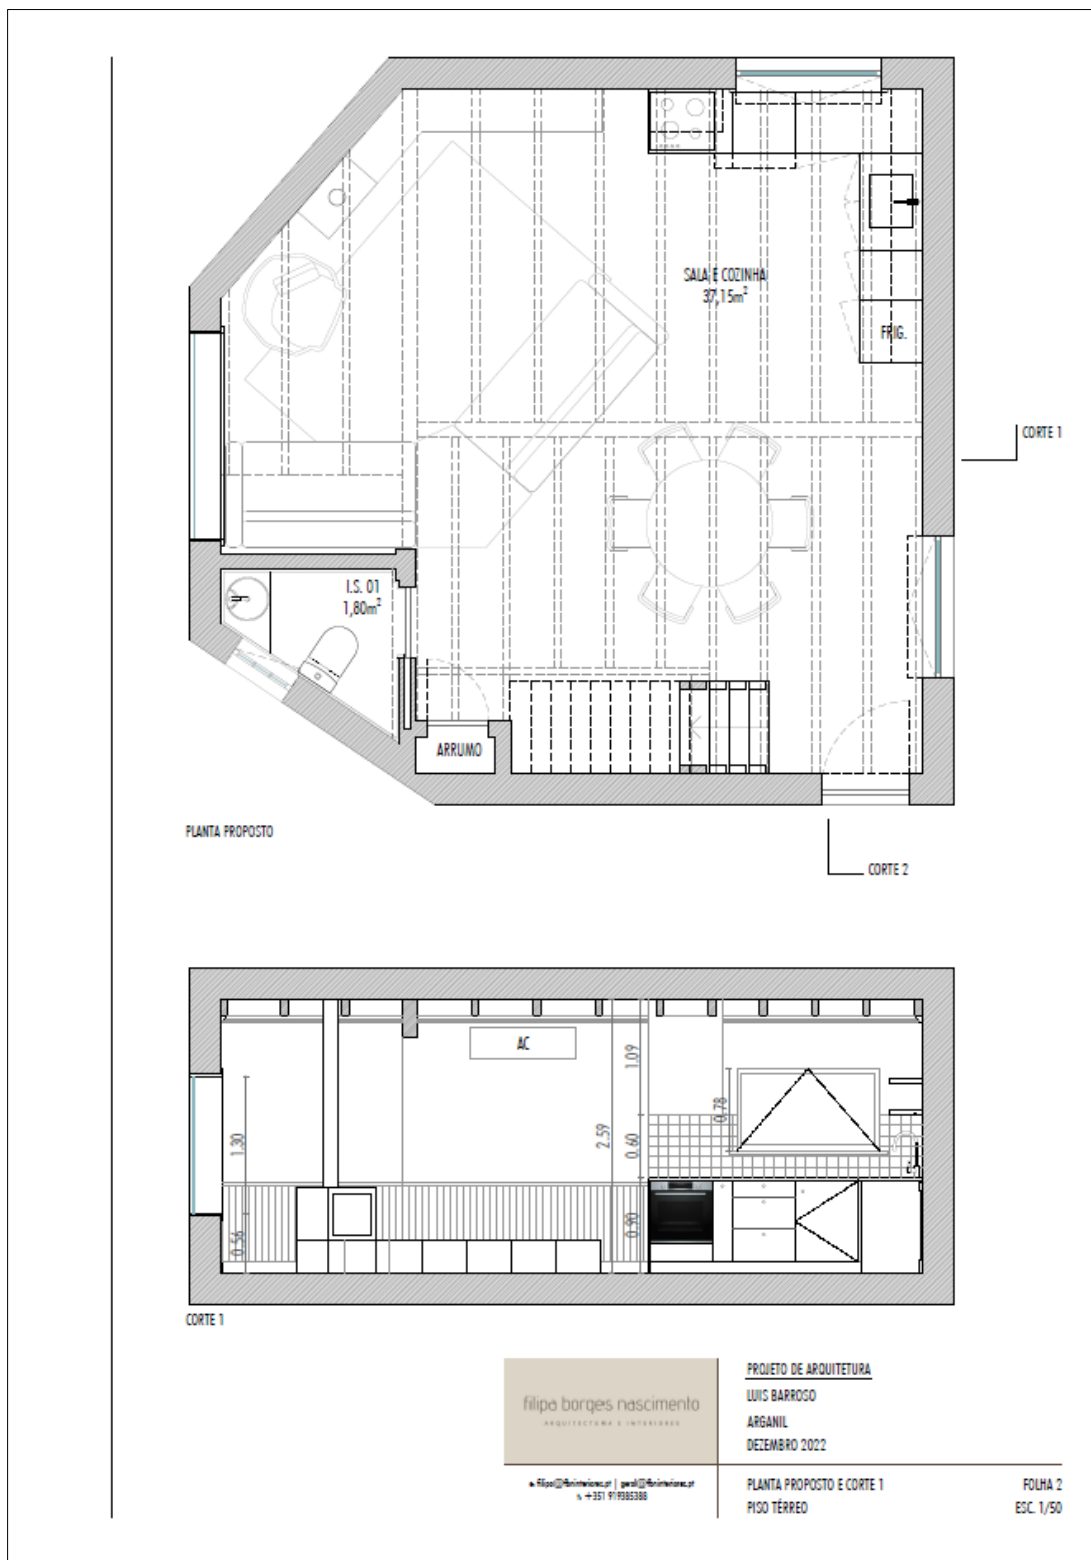 SALA E COZINHA
37,15m²
FRIG.
CORTE 1
I.S. 01
1,80m²
ARRUMO
PLANTA PROPOSTO
CORTE 2
AC
1.09
0.78
2.59
0.60
1.30
0.90
0.56
CORTE 1
filipa borges nascimento
ARQUITECTURA E INTERIORES
PROJETO DE ARQUITETURA
LUIS BARROSO
ARGANIL
DEZEMBRO 2022
+351 919385388
PLANTA PROPOSTO E CORTE 1
FOLHA 2
PISO TÉRREO
ESC. 1/50